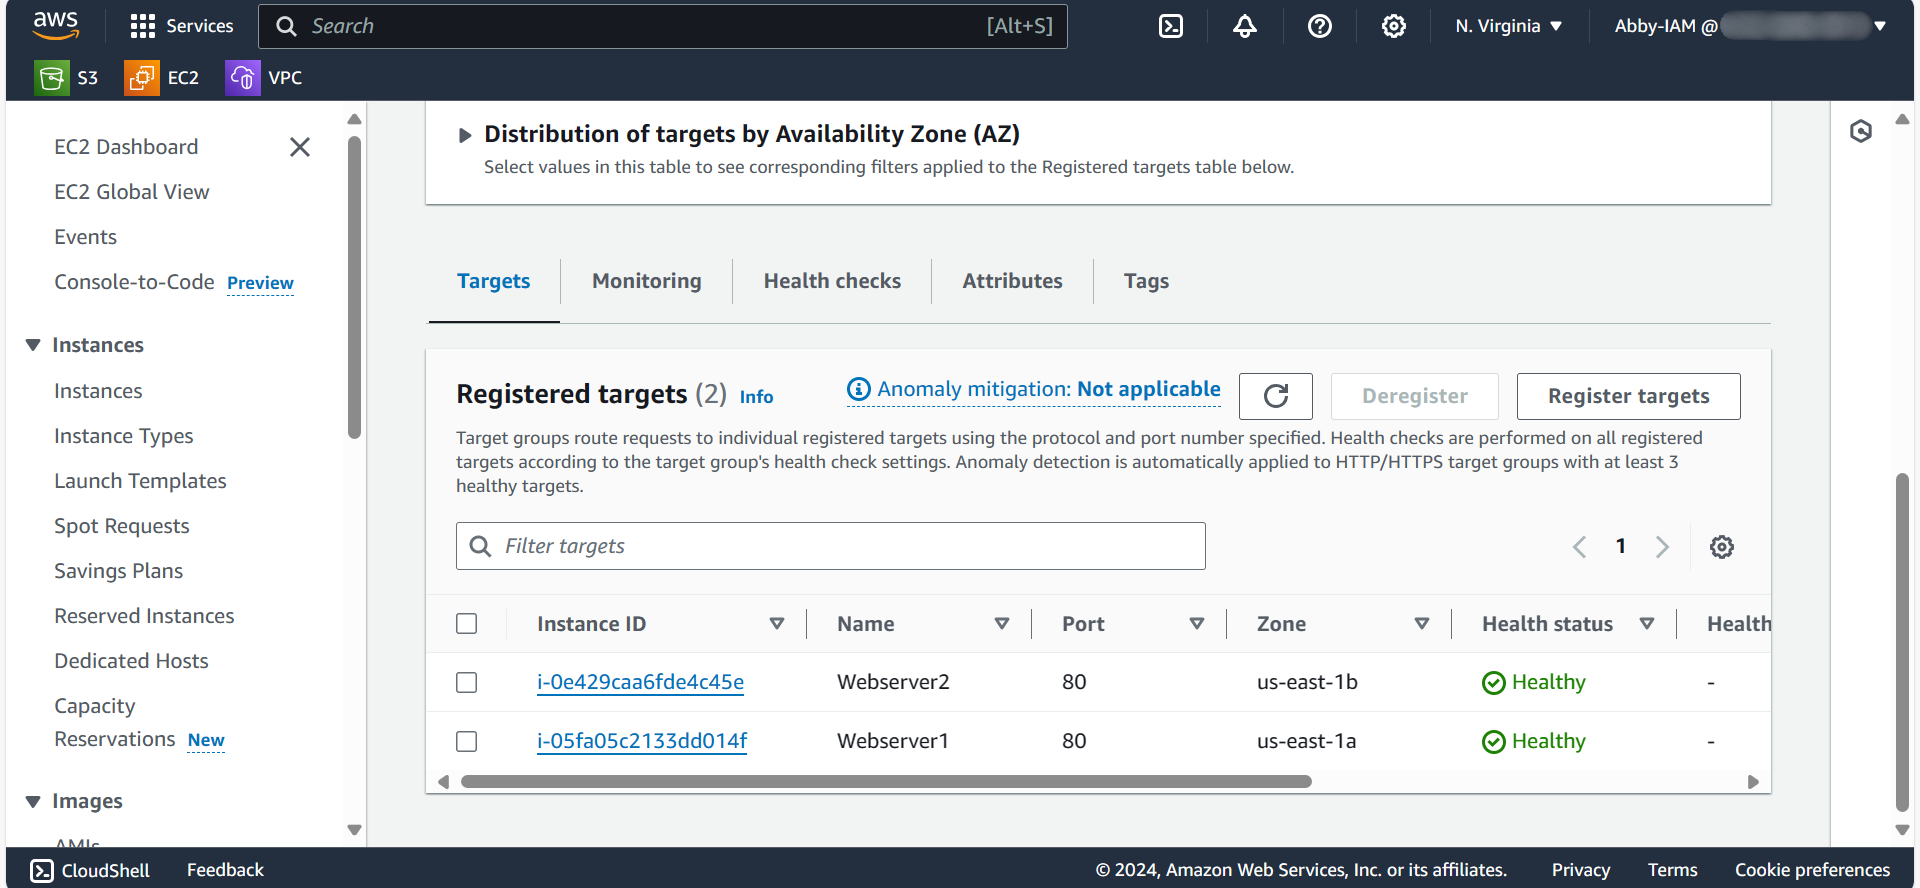 aws
Services
Search
[Alt+S]
N. Virginia
Abby-IAM @
S3
EC2
VPC
EC2 Dashboard
EC2 Global View
Events
Console-to-Code Preview
Instances
Instances
Instance Types
Launch Templates
Spot Requests
Savings Plans
Reserved Instances
Dedicated Hosts
Capacity
Reservations New
Images
AMIs
Distribution of targets by Availability Zone (AZ)
Select values in this table to see corresponding filters applied to the Registered targets table below.
Targets
Monitoring
Health checks
Attributes
Tags
Registered targets (2) Info
Anomaly mitigation: Not applicable
Deregister
Register targets
Target groups route requests to individual registered targets using the protocol and port number specified. Health checks are performed on all registered
targets according to the target group's health check settings. Anomaly detection is automatically applied to HTTP/HTTPS target groups with at least 3
healthy targets.
Filter targets
1
Instance ID Name Port Zone Health status Health
i-0e429caa6fde4c45e Webserver2 80 us-east-1b Healthy -
i-05fa05c2133dd014f Webserver1 80 us-east-1a Healthy -
CloudShell
Feedback
© 2024, Amazon Web Services, Inc. or its affiliates.
Privacy
Terms
Cookie preferences